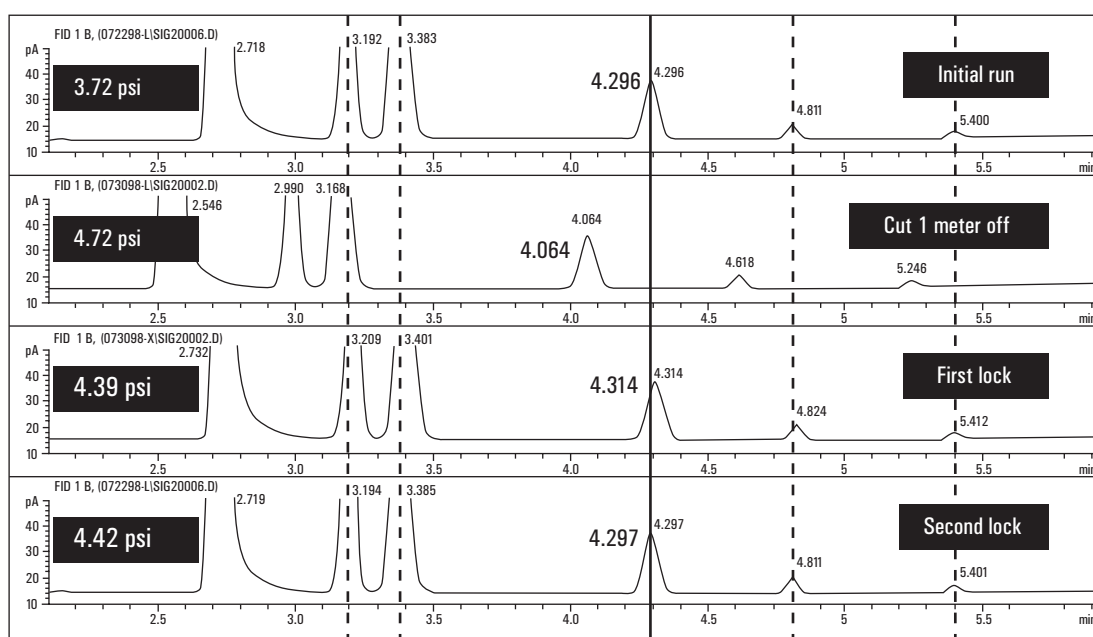 FID 1 B, (072298-L\SIG20006.D)
pA
2.718
3.192
3.383
40
3.72 psi
4.296
4.296
Initial run
30
20
4.811
5.400
10
2.5 3.0 3.5 4.0 4.5 5 5.5 min
FID 1 B, (073098-L\SIG20002.D)
2.990 3.168
pA
2.546
40
4.72 psi
4.064
4.064
Cut 1 meter off
30
20
4.618
5.246
10
2.5 3.0 3.5 4.0 4.5 5 5.5 min
FID 1 B, (073098-X\SIG20002.D)
pA
2.732
3.209
3.401
40
4.39 psi
4.314
4.314
First lock
30
20
4.824
5.412
10
2.5 3.0 3.5 4.0 4.5 5 5.5 min
FID 1 B, (072298-L\SIG20006.D)
pA
2.719
3.194
3.385
40
4.42 psi
4.297
4.297
Second lock
30
20
4.811
5.401
10
2.5 3.0 3.5 4.0 4.5 5 5.5 min